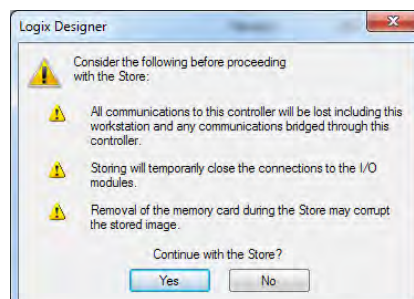 Logix Designer
Consider the following before proceeding
with the Store:
All communications to this controller will be lost including this
workstation and any communications bridged through this
controller.
Storing will temporarily close the connections to the I/O
modules.
Removal of the memory card during the Store may corrupt
the stored image.
Continue with the Store?
Yes No